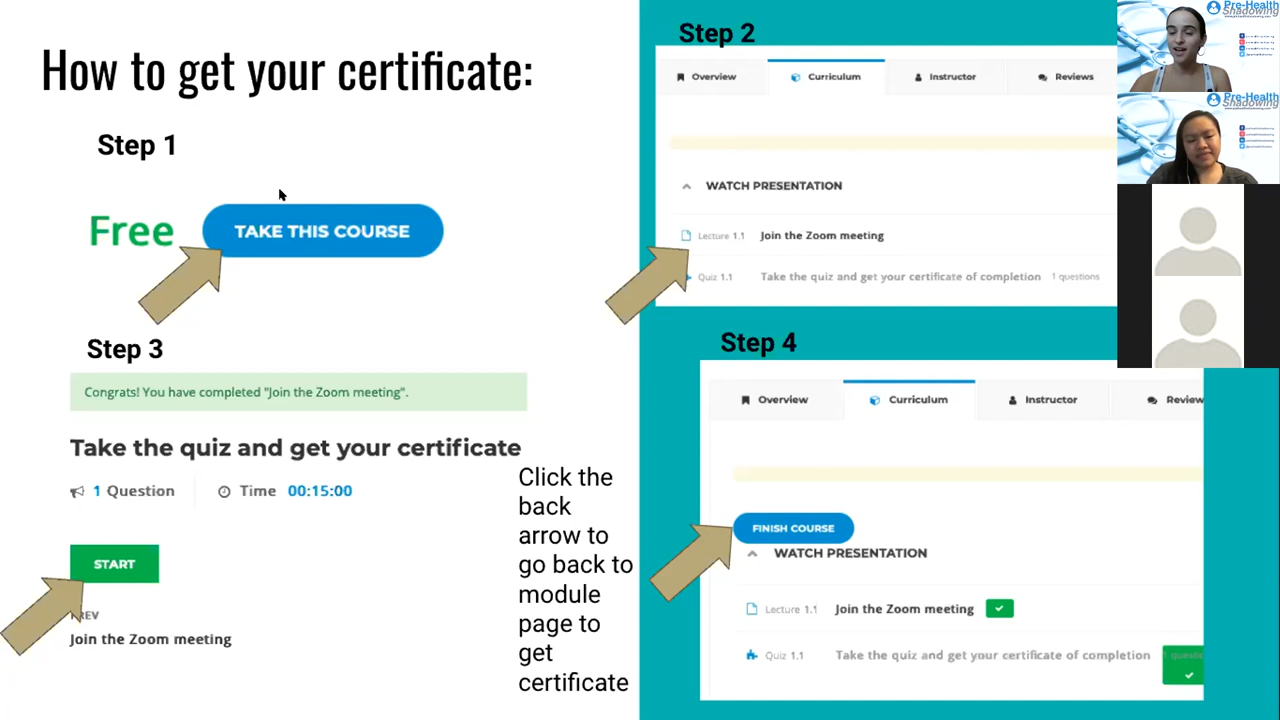 How to get your certificate:
Step 1
Free
TAKE THIS COURSE
Step 2
Overview
Curriculum
Instructor
Reviews
WATCH PRESENTATION
Lecture 1.1 Join the Zoom meeting
Quiz 1.1 Take the quiz and get your certificate of completion 1 questions
Step 3
Congrats! You have completed "Join the Zoom meeting".
Take the quiz and get your certificate
1 Question Time 00:15:00
START
Join the Zoom meeting
Click the
back
arrow to
go back to
module
page to
get
certificate
Step 4
Overview
Curriculum
Instructor
Review
FINISH COURSE
WATCH PRESENTATION
Lecture 1.1 Join the Zoom meeting
Quiz 1.1 Take the quiz and get your certificate of completion
Pre-Health
Shadowing
Pre-Health
Shadowing